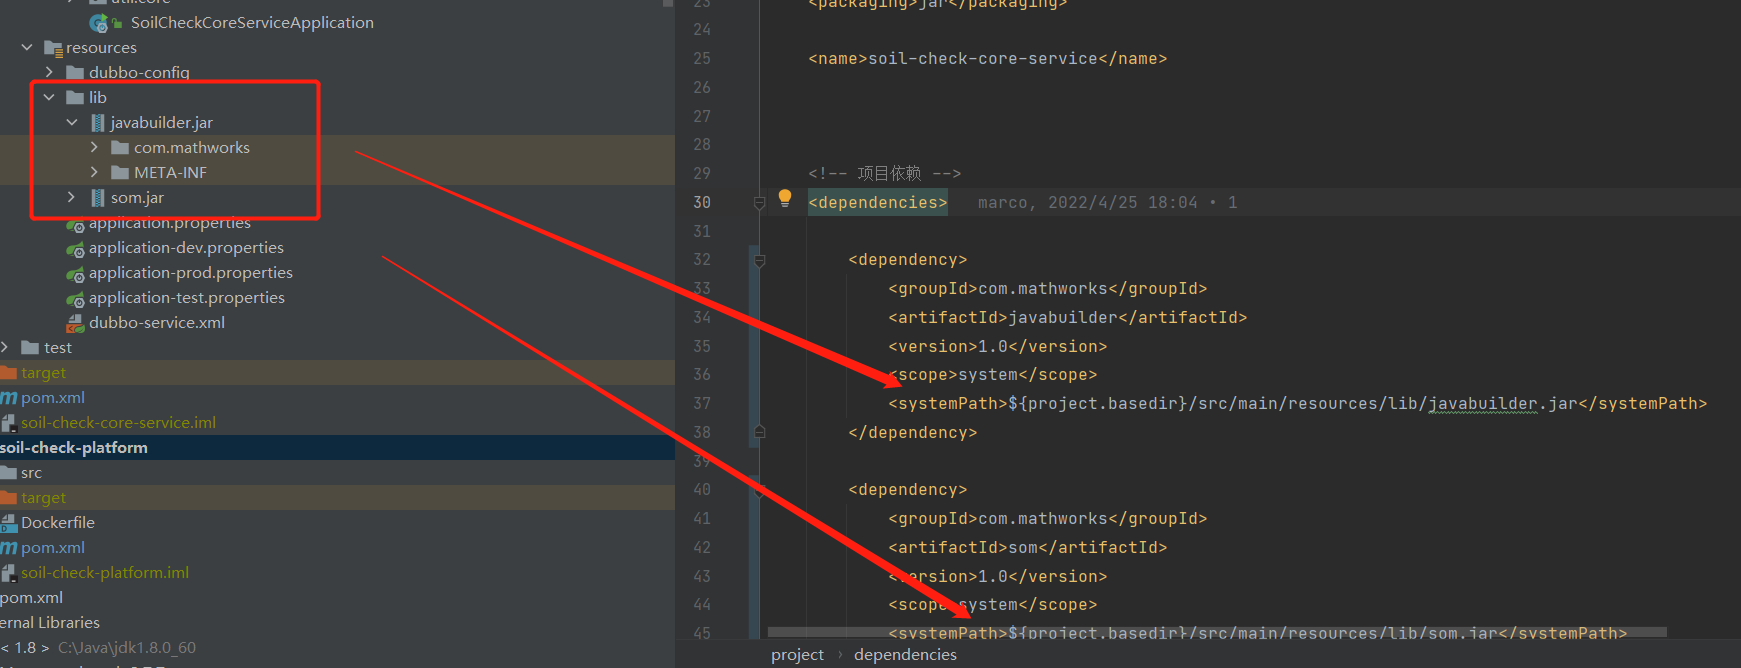 util.core
SoilCheckCoreServiceApplication
resources
dubbo-config
lib
javabuilder.jar
com.mathworks
META-INF
som.jar
application.properties
application-dev.properties
application-prod.properties
application-test.properties
dubbo-service.xml
test
target
pom.xml
soil-check-core-service.iml
soil-check-platform
src
target
Dockerfile
pom.xml
soil-check-platform.iml
pom.xml
ernal Libraries
< 1.8 > C:\Java\jdk1.8.0_60
23 <packaging>jar</packaging>
24
25 <name>soil-check-core-service</name>
26
27
28
29 <!-- 项目依赖 -->
30 <dependencies> marco, 2022/4/25 18:04 • 1
31
32 <dependency>
33 <groupId>com.mathworks</groupId>
34 <artifactId>javabuilder</artifactId>
35 <version>1.0</version>
36 <scope>system</scope>
37 <systemPath>${project.basedir}/src/main/resources/lib/javabuilder.jar</systemPath>
38 </dependency>
39
40 <dependency>
41 <groupId>com.mathworks</groupId>
42 <artifactId>som</artifactId>
43 <version>1.0</version>
44 <scope>system</scope>
45 <systemPath>${project.basedir}/src/main/resources/lib/som.jar</systemPath>
project › dependencies